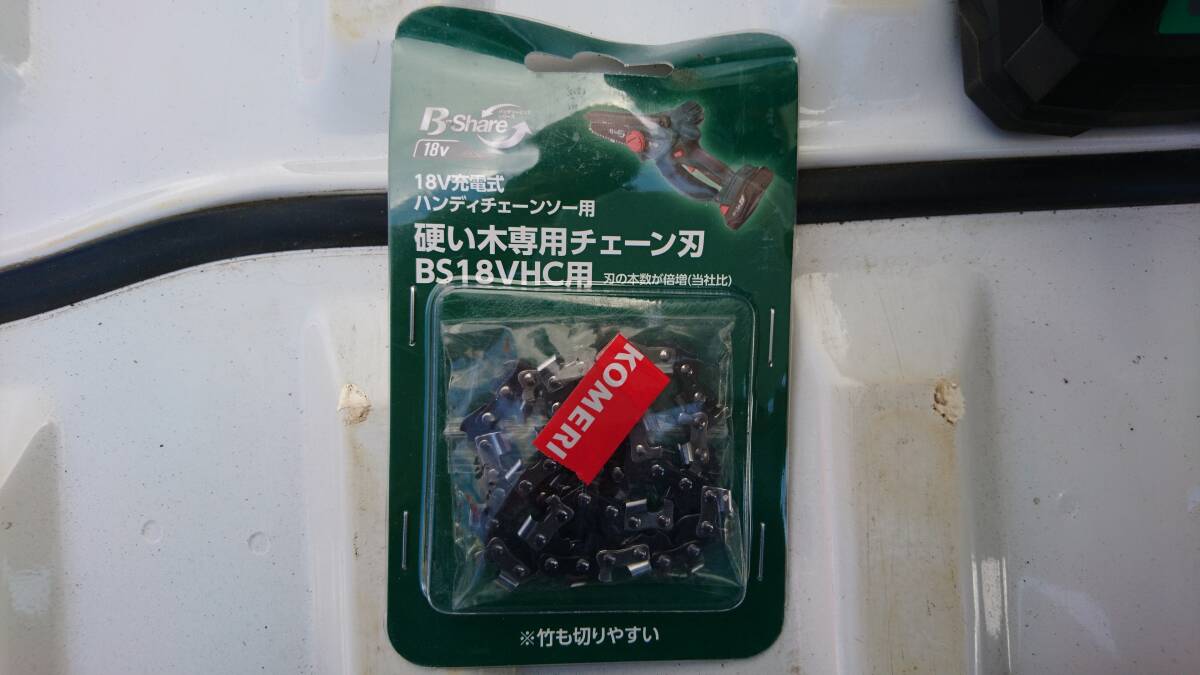 B-Share
18v
18V充電式
ハンディチェーンソー用
硬い木専用チェーン刃
BS18VHC用 刃の本数が倍増(当社比)
KOMERI
※竹も切りやすい